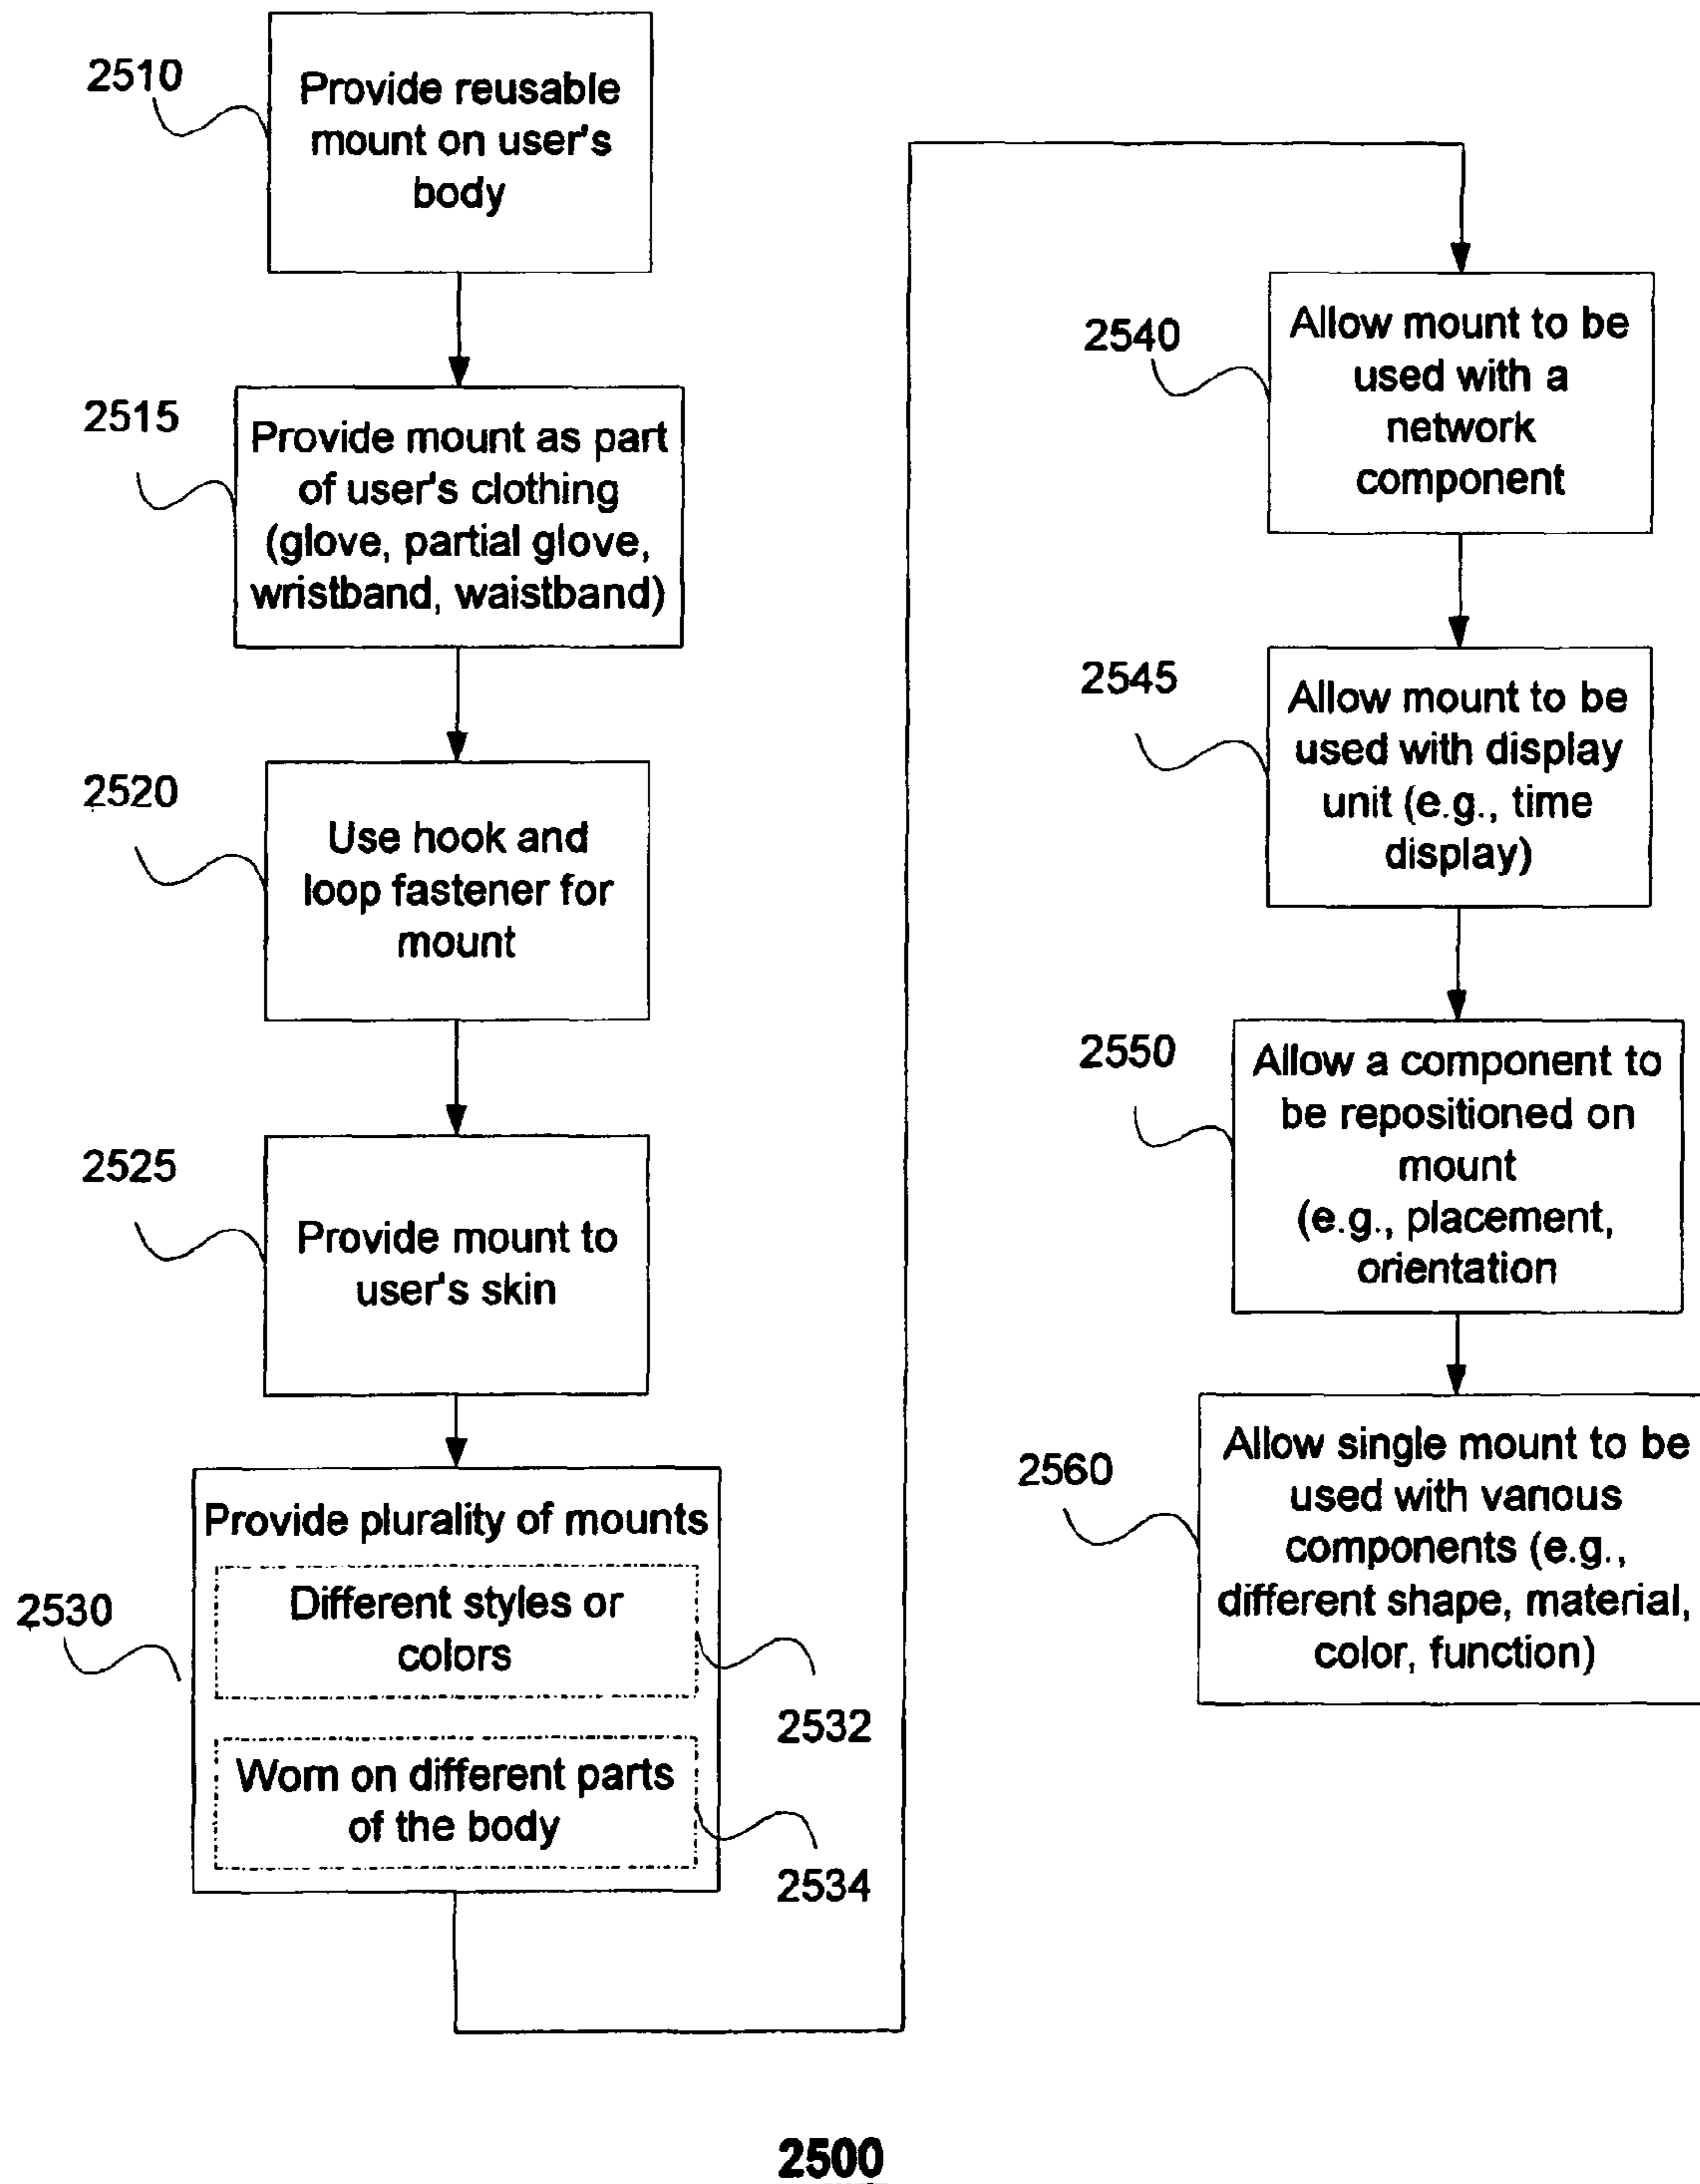 2510
Provide reusable
mount on user's
body
2515
Provide mount as part
of user's clothing
(glove, partial glove,
wristband, waistband)
2520
Use hook and
loop fastener for
mount
2525
Provide mount to
user's skin
2530
Provide plurality of mounts
Different styles or
colors
2532
Worn on different parts
of the body
2534
2540
Allow mount to be
used with a
network
component
2545
Allow mount to be
used with display
unit (e.g., time
display)
2550
Allow a component to
be repositioned on
mount
(e.g., placement,
orientation
2560
Allow single mount to be
used with various
components (e.g.,
different shape, material,
color, function)
2500